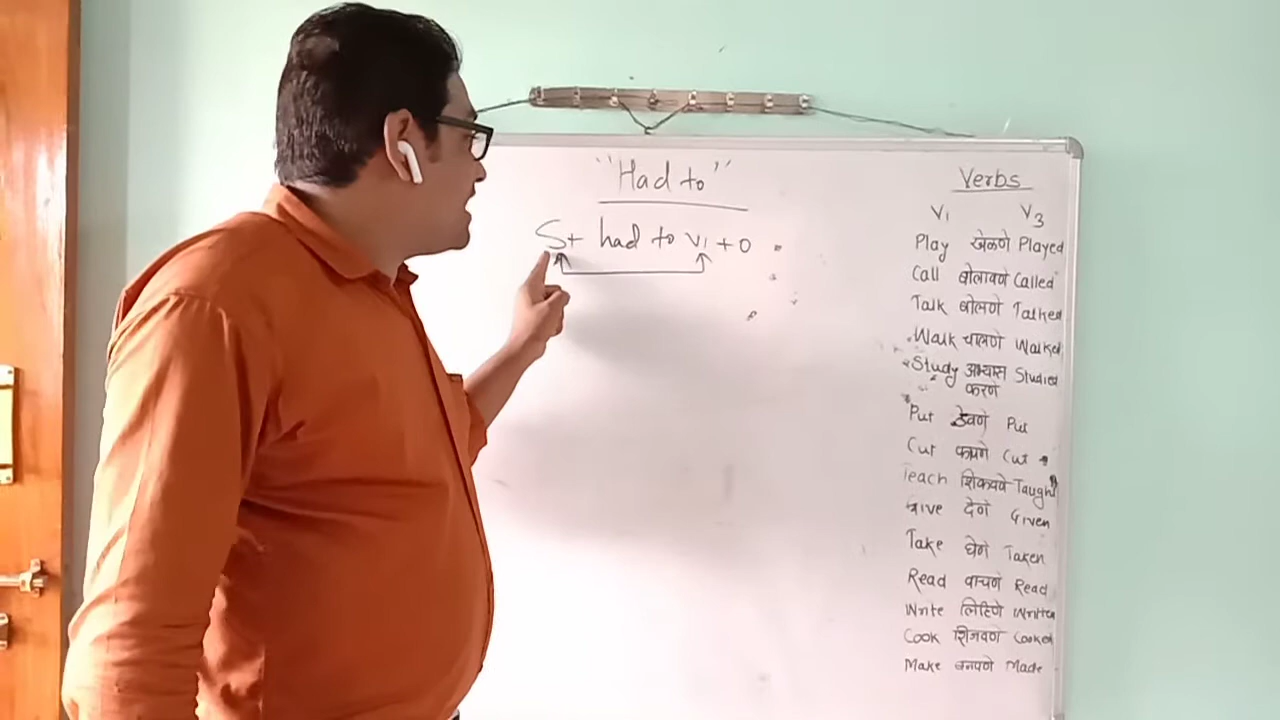 "Had to"
S+ had to V1 + O
Verbs
V1 V3
Play खेळणे Played
Call बोलावणे Called
Talk बोलणे Talked
Walk चालणे Walked
Study अभ्यास Studied
करणे
Put ठेवणे Put
Cut कापणे Cut
Teach शिकवणे Taught
Give देणे Given
Take घेणे Taken
Read वाचणे Read
Write लिहिणे Written
Cook शिजवणे Cooked
Make बनवणे Made